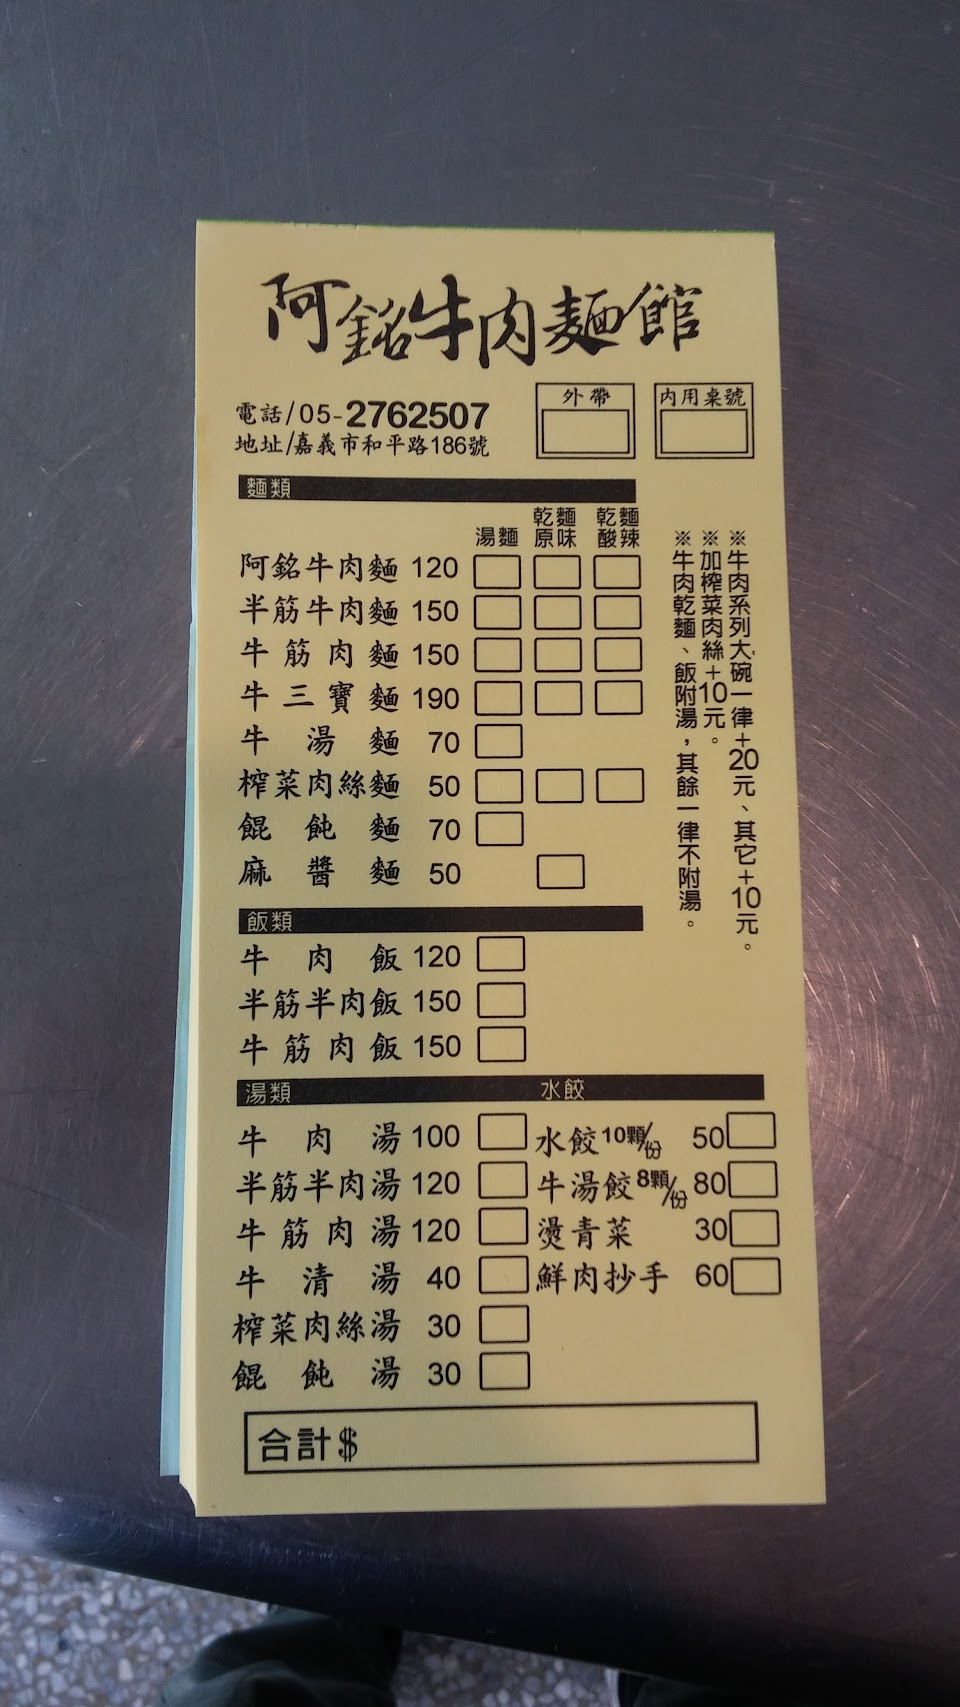 阿銘牛肉麵館
電話/05-2762507
地址/嘉義市和平路186號
外帶
內用桌號
麵類
湯麵 乾麵原味 乾麵酸辣
阿銘牛肉麵 120
半筋牛肉麵 150
牛筋肉麵 150
牛三寶麵 190
牛湯麵 70
榨菜肉絲麵 50
餛飩麵 70
麻醬麵 50
※牛肉系列大碗一律+20元、其它+10元。
※加榨菜肉絲+10元。
※牛肉乾麵、飯附湯，其餘一律不附湯。
飯類
牛肉飯 120
半筋半肉飯 150
牛筋肉飯 150
湯類 水餃
牛肉湯 100 水餃10顆/份 50
半筋半肉湯 120 牛湯餃8顆/份 80
牛筋肉湯 120 燙青菜 30
牛清湯 40 鮮肉抄手 60
榨菜肉絲湯 30
餛飩湯 30
合計$